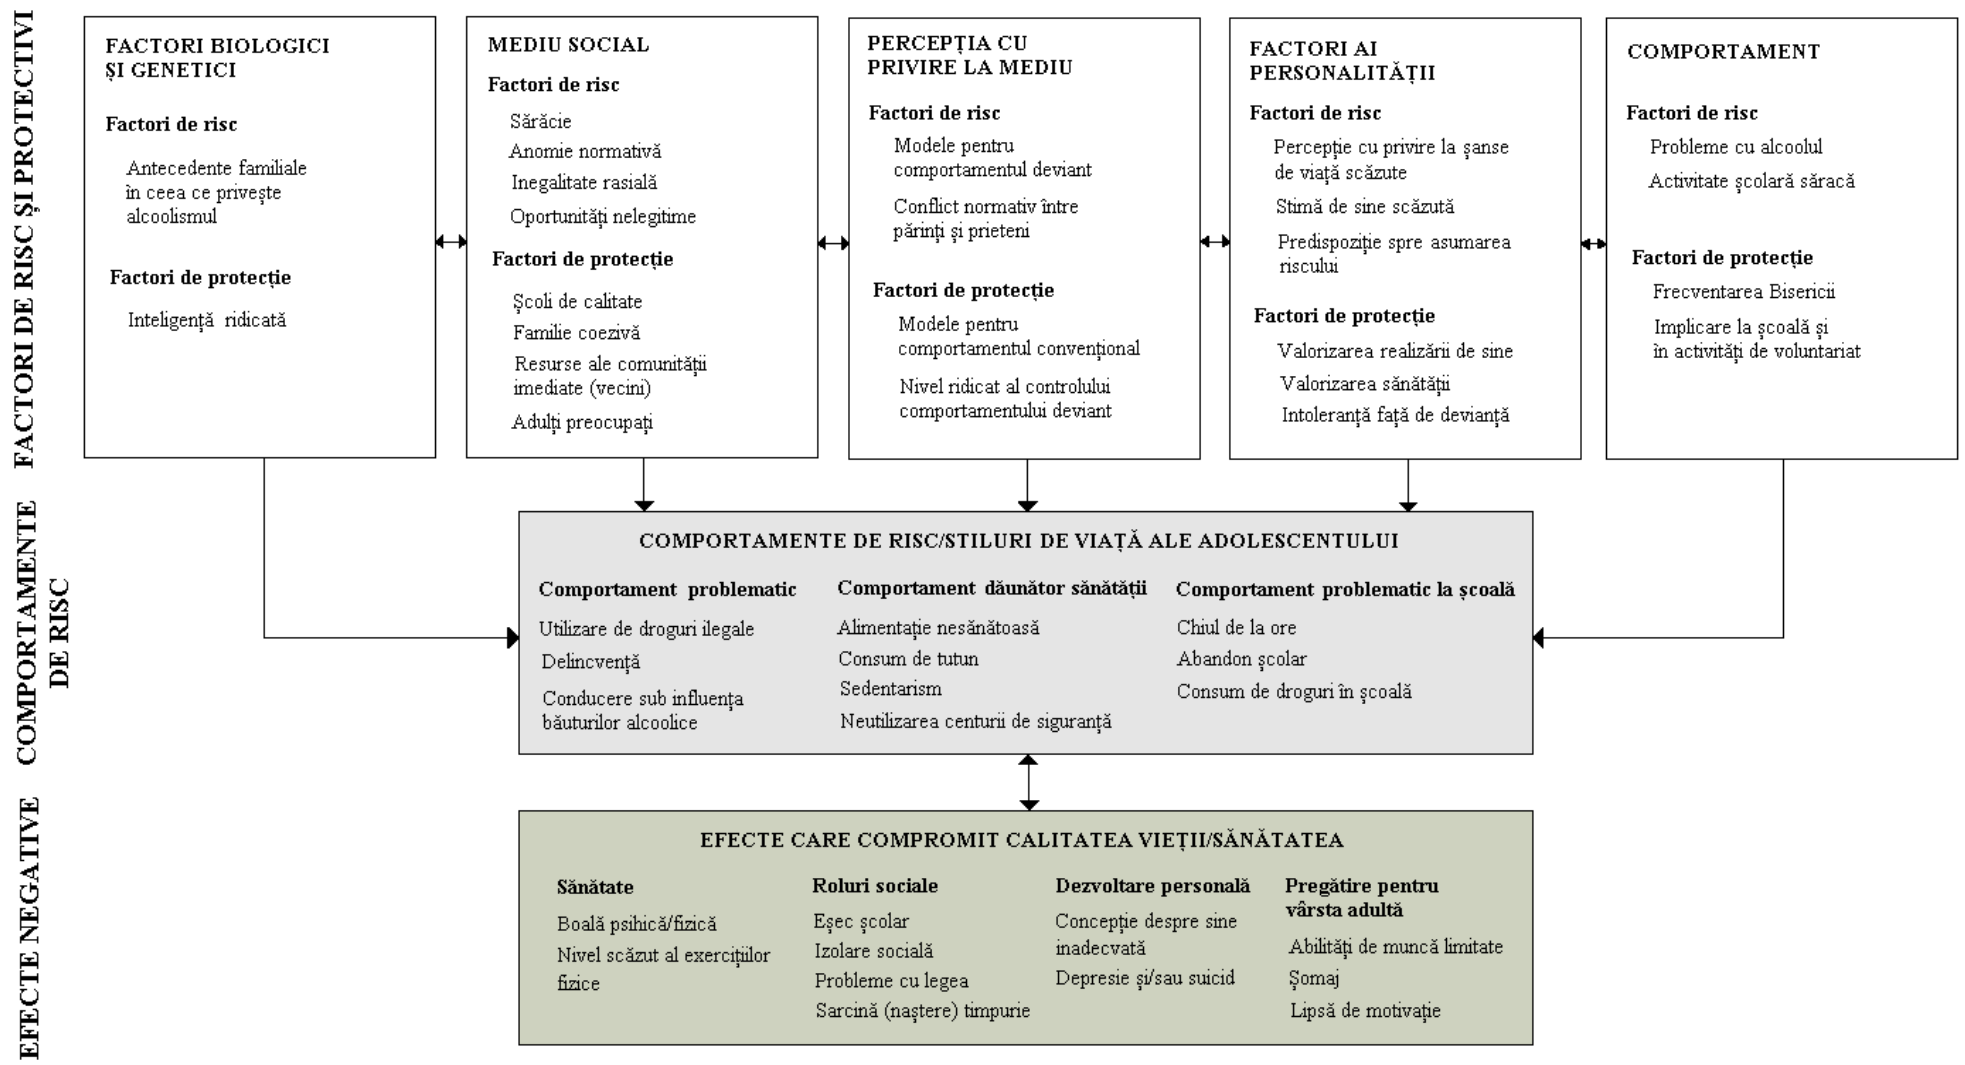 FACTORI DE RISC ȘI PROTECTIVI
FACTORI BIOLOGICI
ȘI GENETICI
Factori de risc
Antecedente familiale
în ceea ce privește
alcoolismul
Factori de protecție
Inteligență ridicată
MEDIU SOCIAL
Factori de risc
Sărăcie
Anomie normativă
Inegalitate rasială
Oportunități nelegitime
Factori de protecție
Școli de calitate
Familie coezivă
Resurse ale comunității
imediate (vecini)
Adulți preocupați
PERCEPȚIA CU
PRIVIRE LA MEDIU
Factori de risc
Modele pentru
comportamentul deviant
Conflict normativ între
părinți și prieteni
Factori de protecție
Modele pentru
comportamentul convențional
Nivel ridicat al controlului
comportamentului deviant
FACTORI AI
PERSONALITĂȚII
Factori de risc
Percepție cu privire la șanse
de viață scăzute
Stimă de sine scăzută
Predispoziție spre asumarea
riscului
Factori de protecție
Valorizarea realizării de sine
Valorizarea sănătății
Intoleranță față de devianță
COMPORTAMENT
Factori de risc
Probleme cu alcoolul
Activitate școlară săracă
Factori de protecție
Frecventarea Bisericii
Implicare la școală și
în activități de voluntariat
COMPORTAMENTE
DE RISC
COMPORTAMENTE DE RISC/STILURI DE VIAȚĂ ALE ADOLESCENTULUI
Comportament problematic
Utilizare de droguri ilegale
Delincvență
Conducere sub influența
băuturilor alcoolice
Comportament dăunător sănătății
Alimentație nesănătoasă
Consum de tutun
Sedentarism
Neutilizarea centurii de siguranță
Comportament problematic la școală
Chiul de la ore
Abandon școlar
Consum de droguri în școală
EFECTE NEGATIVE
EFECTE CARE COMPROMIT CALITATEA VIEȚII/SĂNĂTATEA
Sănătate
Boală psihică/fizică
Nivel scăzut al exercițiilor
fizice
Roluri sociale
Eșec școlar
Izolare socială
Probleme cu legea
Sarcină (naștere) timpurie
Dezvoltare personală
Concepție despre sine
inadecvată
Depresie și/sau suicid
Pregătire pentru
vârsta adultă
Abilități de muncă limitate
Șomaj
Lipsă de motivație